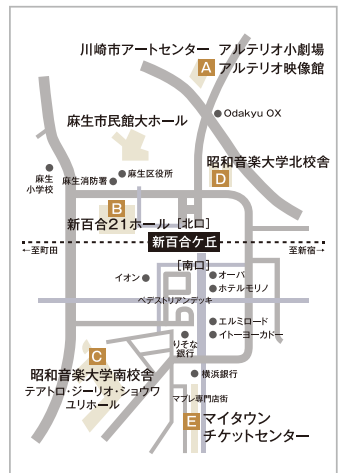 川崎市アートセンター アルテリオ小劇場
A アルテリオ映像館
Odakyu OX
麻生市民館大ホール
昭和音楽大学北校舎
D
麻生
小学校
麻生消防署
麻生区役所
B
新百合21ホール
[北口]
新百合ケ丘
←至町田
至新宿→
[南口]
イオン
オーパ
ホテルモリノ
ペデストリアンデッキ
エルミロード
イトーヨーカドー
りそな
銀行
C
昭和音楽大学南校舎
テアトロ・ジーリオ・ショウワ
ユリホール
横浜銀行
マプレ専門店街
E マイタウン
チケットセンター